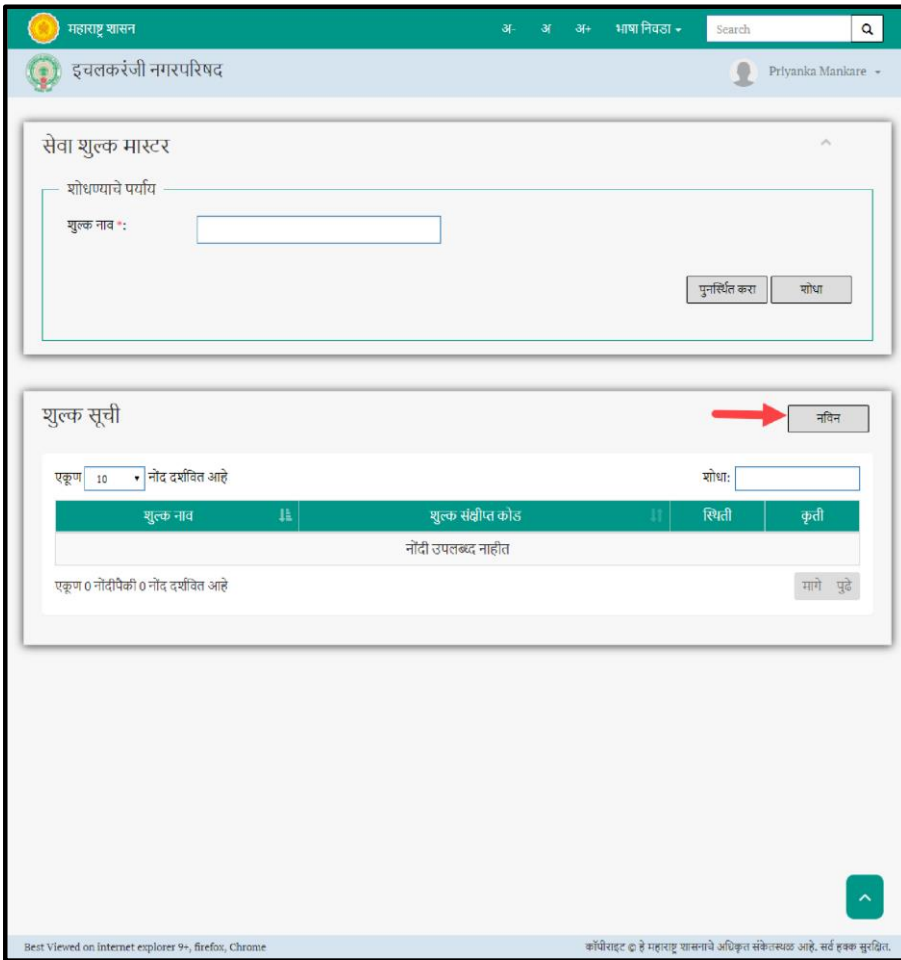 महाराष्ट्र शासन अ- अ अ+ भाषा निवडा Search
इचलकरंजी नगरपरिषद Priyanka Mankare
सेवा शुल्क मास्टर
शोधण्याचे पर्याय
शुल्क नाव *:
पुनर्स्थित करा शोधा
शुल्क सूची नविन
एकूण 10 नोंद दर्शवित आहे शोधा:
शुल्क नाव शुल्क संक्षीप्त कोड स्थिती कृती
नोंदी उपलब्ध्द नाहीत
एकूण 0 नोंदीपैकी 0 नोंद दर्शवित आहे मागे पुढे
Best Viewed on internet explorer 9+, firefox, Chrome कॉपीराइट © हे महाराष्ट्र शासनाचे अधिकृत संकेतस्थळ आहे. सर्व हक्क सुरक्षित.